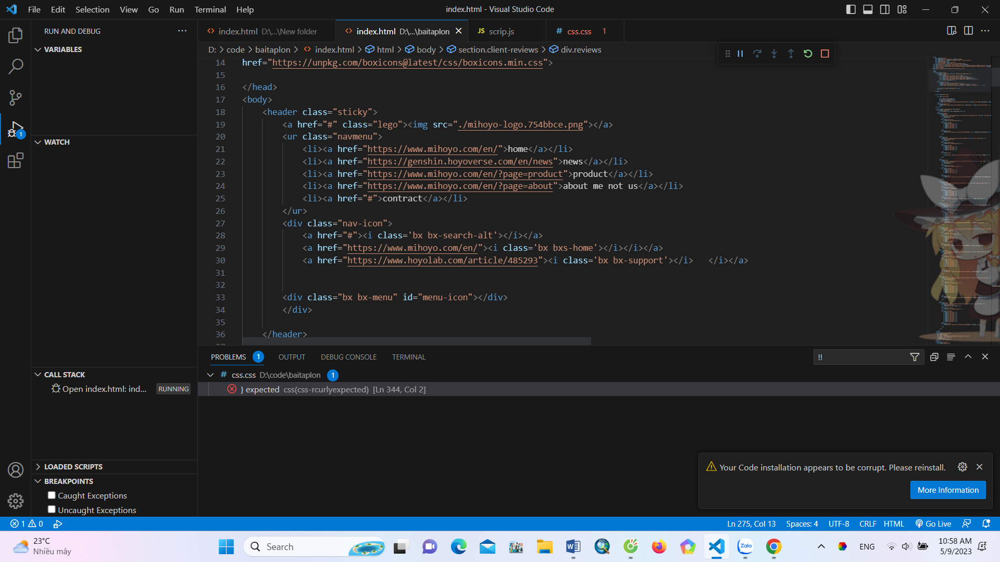 File Edit Selection View Go Run Terminal Help
index.html - Visual Studio Code
RUN AND DEBUG
VARIABLES
WATCH
CALL STACK
Open index.html: ind... RUNNING
LOADED SCRIPTS
BREAKPOINTS
Caught Exceptions
Uncaught Exceptions
index.html D:\...\New folder
index.html D:\...\baitaplon
JS scrip.js
# css.css 1
D: > code > baitaplon > index.html > html > body > section.client-reviews > div.reviews
14 href="https://unpkg.com/boxicons@latest/css/boxicons.min.css">
15
16 </head>
17 <body>
18 <header class="sticky">
19 <a href="#" class="lego"><img src="./mihoyo-logo.754bbce.png"></a>
20 <ur class="navmenu">
21 <li><a href="https://www.mihoyo.com/en/">home</a></li>
22 <li><a href="https://genshin.hoyoverse.com/en/news">news</a></li>
23 <li><a href="https://www.mihoyo.com/en/?page=product">product</a></li>
24 <li><a href="https://www.mihoyo.com/en/?page=about">about me not us</a></li>
25 <li><a href="#">contract</a></li>
26 </ur>
27 <div class="nav-icon">
28 <a href="#"><i class='bx bx-search-alt'></i></a>
29 <a href="https://www.mihoyo.com/en/"><i class='bx bxs-home'></i></i></a>
30 <a href="https://www.hoyolab.com/article/485293"><i class='bx bx-support'></i> </i></a>
31
32
33 <div class="bx bx-menu" id="menu-icon"></div>
34 </div>
35
36 </header>
PROBLEMS 1 OUTPUT DEBUG CONSOLE TERMINAL
!!
# css.css D:\code\baitaplon 1
} expected css(css-rcurlyexpected) [Ln 344, Col 2]
Your Code installation appears to be corrupt. Please reinstall.
More Information
1 0
Ln 275, Col 13 Spaces: 4 UTF-8 CRLF HTML Go Live
23°C
Nhiều mây
Search
Zalo
ENG
10:58 AM
5/9/2023